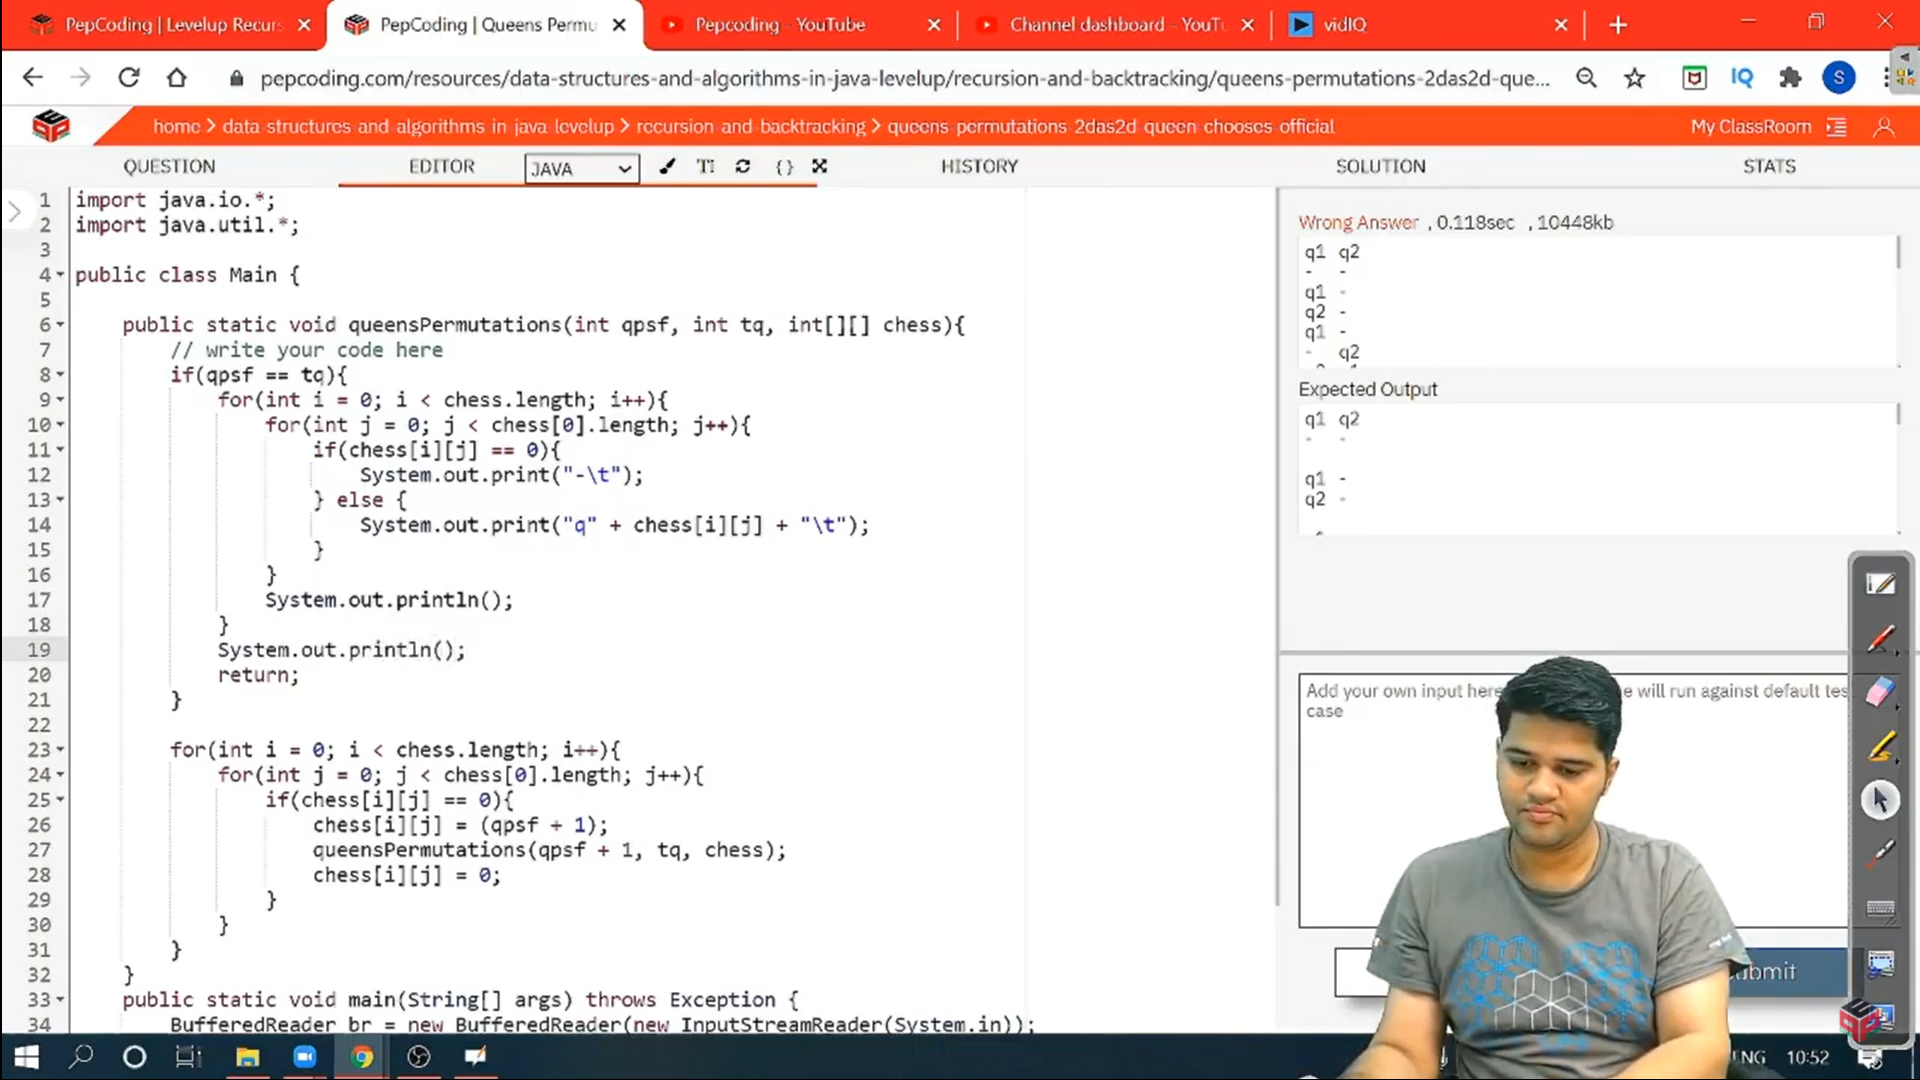 PepCoding | Levelup Recurs
PepCoding | Queens Permu
Pepcoding - YouTube
Channel dashboard - YouTu
vidIQ
pepcoding.com/resources/data-structures-and-algorithms-in-java-levelup/recursion-and-backtracking/queens-permutations-2das2d-que...
IQ
S
home > data structures and algorithms in java levelup > recursion and backtracking > queens permutations 2das2d queen chooses official
My ClassRoom
QUESTION
EDITOR
JAVA
HISTORY
SOLUTION
STATS
1 import java.io.*;
2 import java.util.*;
3
4 public class Main {
5
6 public static void queensPermutations(int qpsf, int tq, int[][] chess){
7 // write your code here
8 if(qpsf == tq){
9 for(int i = 0; i < chess.length; i++){
10 for(int j = 0; j < chess[0].length; j++){
11 if(chess[i][j] == 0){
12 System.out.print("-\t");
13 } else {
14 System.out.print("q" + chess[i][j] + "\t");
15 }
16 }
17 System.out.println();
18 }
19 System.out.println();
20 return;
21 }
22
23 for(int i = 0; i < chess.length; i++){
24 for(int j = 0; j < chess[0].length; j++){
25 if(chess[i][j] == 0){
26 chess[i][j] = (qpsf + 1);
27 queensPermutations(qpsf + 1, tq, chess);
28 chess[i][j] = 0;
29 }
30 }
31 }
32 }
33 public static void main(String[] args) throws Exception {
34 BufferedReader br = new BufferedReader(new InputStreamReader(System.in));
Wrong Answer , 0.118sec , 10448kb
q1 q2
- -
q1 -
q2 -
q1 -
- q2
Expected Output
q1 q2
- -
q1 -
q2 -
Add your own input here
e will run against default tes
case
ubmit
ENG
10:52